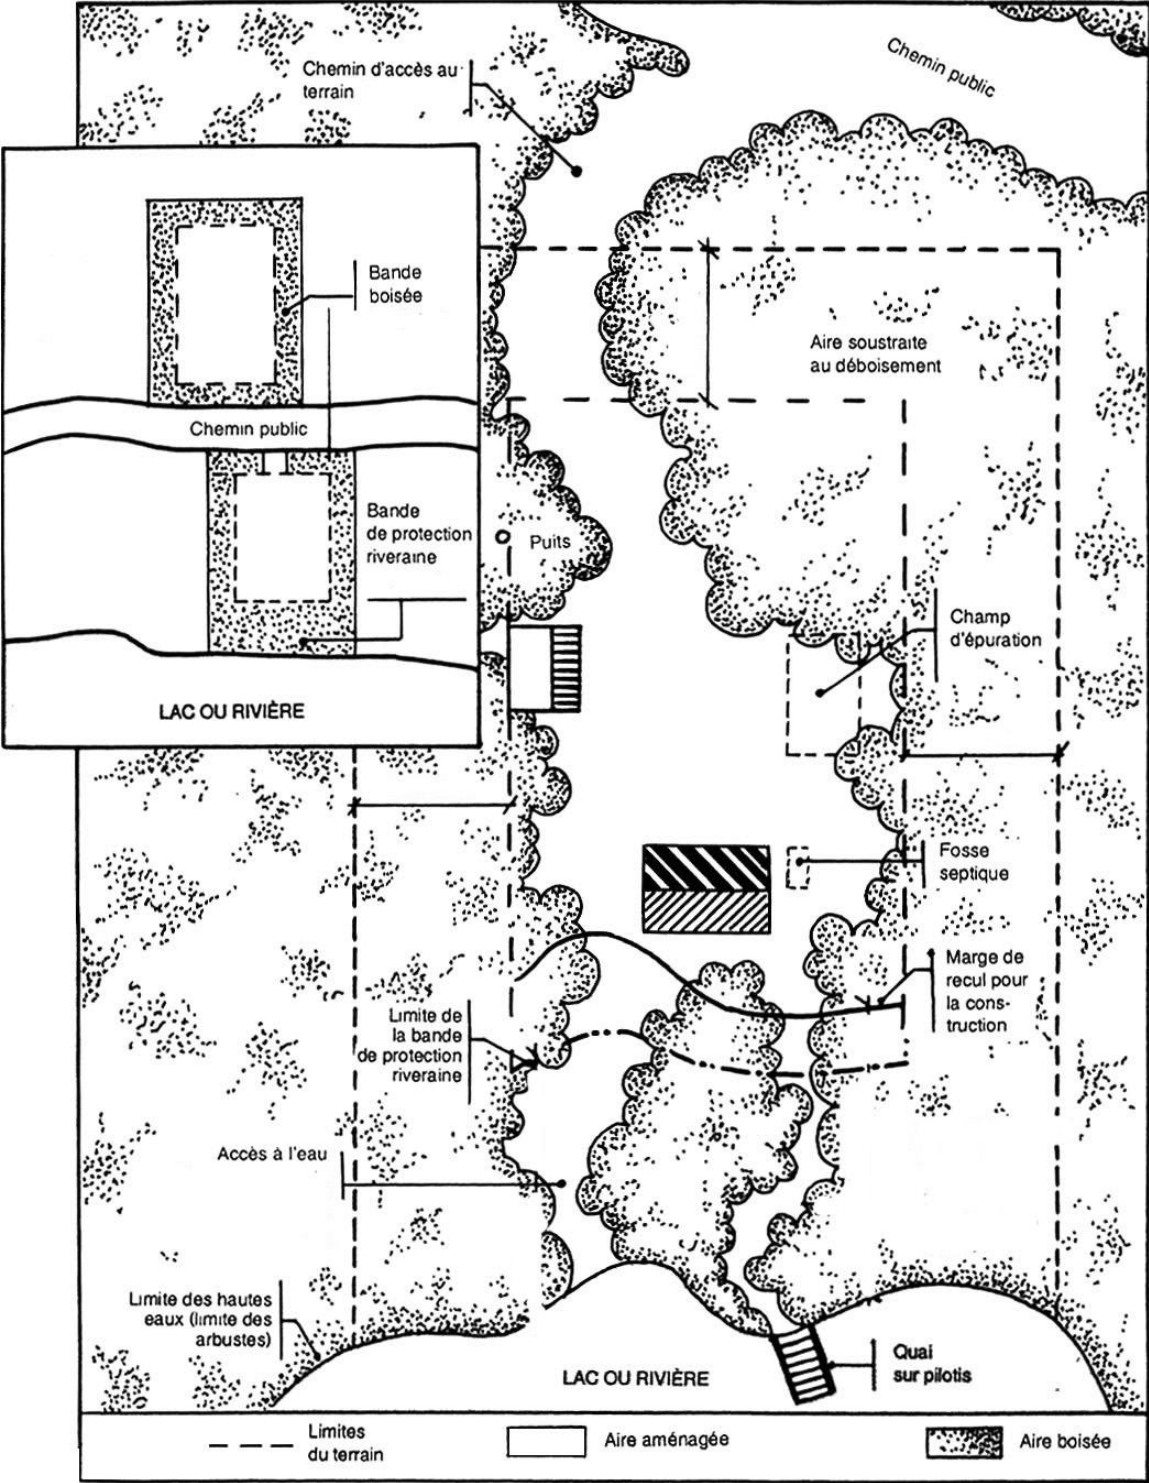 Chemin public
Chemin d'accès au
terrain
Bande
boisée
Aire soustraite
au déboisement
Chemin public
Bande
de protection
riveraine
Puits
Champ
d'épuration
LAC OU RIVIÈRE
Fosse
septique
Marge de
recul pour
la cons-
truction
Limite de
la bande
de protection
riveraine
Accès à l'eau
Limite des hautes
eaux (limite des
arbustes)
Quai
sur pilotis
LAC OU RIVIÈRE
Limites
du terrain
Aire aménagée
Aire boisée